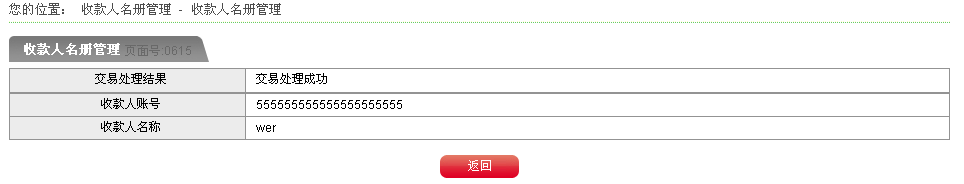 您的位置： 收款人名册管理 - 收款人名册管理
收款人名册管理 页面号:0615
交易处理结果 交易处理成功
收款人账号 555555555555555555555
收款人名称 wer
返回